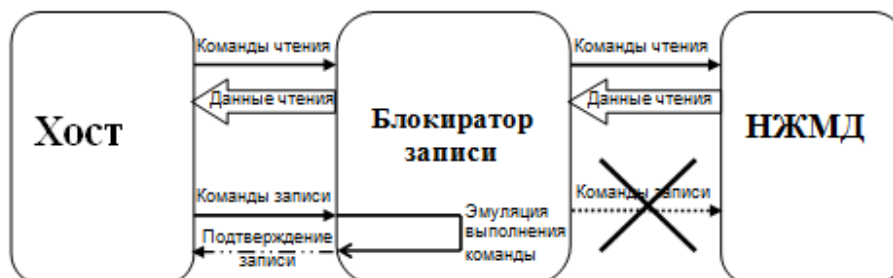 Команды чтения
Команды чтения
Данные чтения
Данные чтения
Хост
Блокиратор
записи
НЖМД
Команды записи
Команды записи
Эмуляция
выполнения
команды
Подтверждение
записи